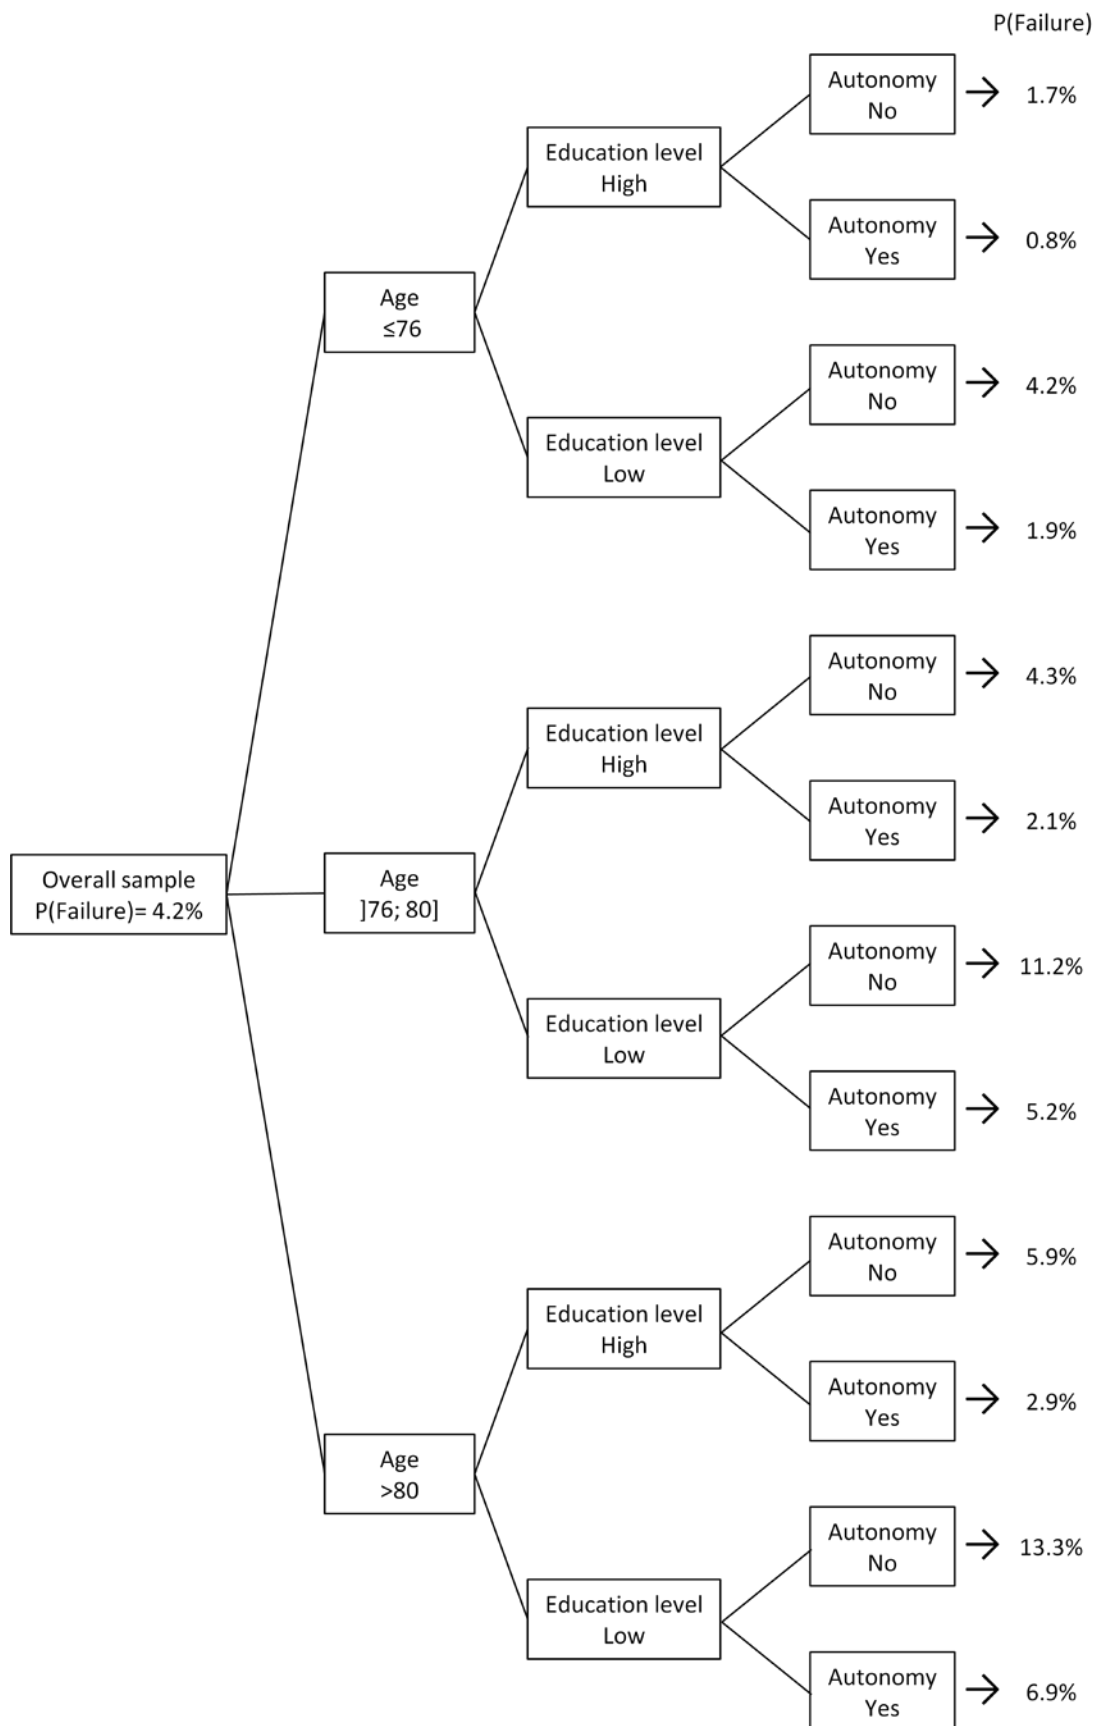 P(Failure)
Autonomy
No
→ 1.7%
Education level
High
Autonomy
Yes
→ 0.8%
Age
≤76
Autonomy
No
→ 4.2%
Education level
Low
Autonomy
Yes
→ 1.9%
Autonomy
No
→ 4.3%
Education level
High
Autonomy
Yes
→ 2.1%
Overall sample
P(Failure)= 4.2%
Age
]76; 80]
Autonomy
No
→ 11.2%
Education level
Low
Autonomy
Yes
→ 5.2%
Autonomy
No
→ 5.9%
Education level
High
Autonomy
Yes
→ 2.9%
Age
>80
Autonomy
No
→ 13.3%
Education level
Low
Autonomy
Yes
→ 6.9%